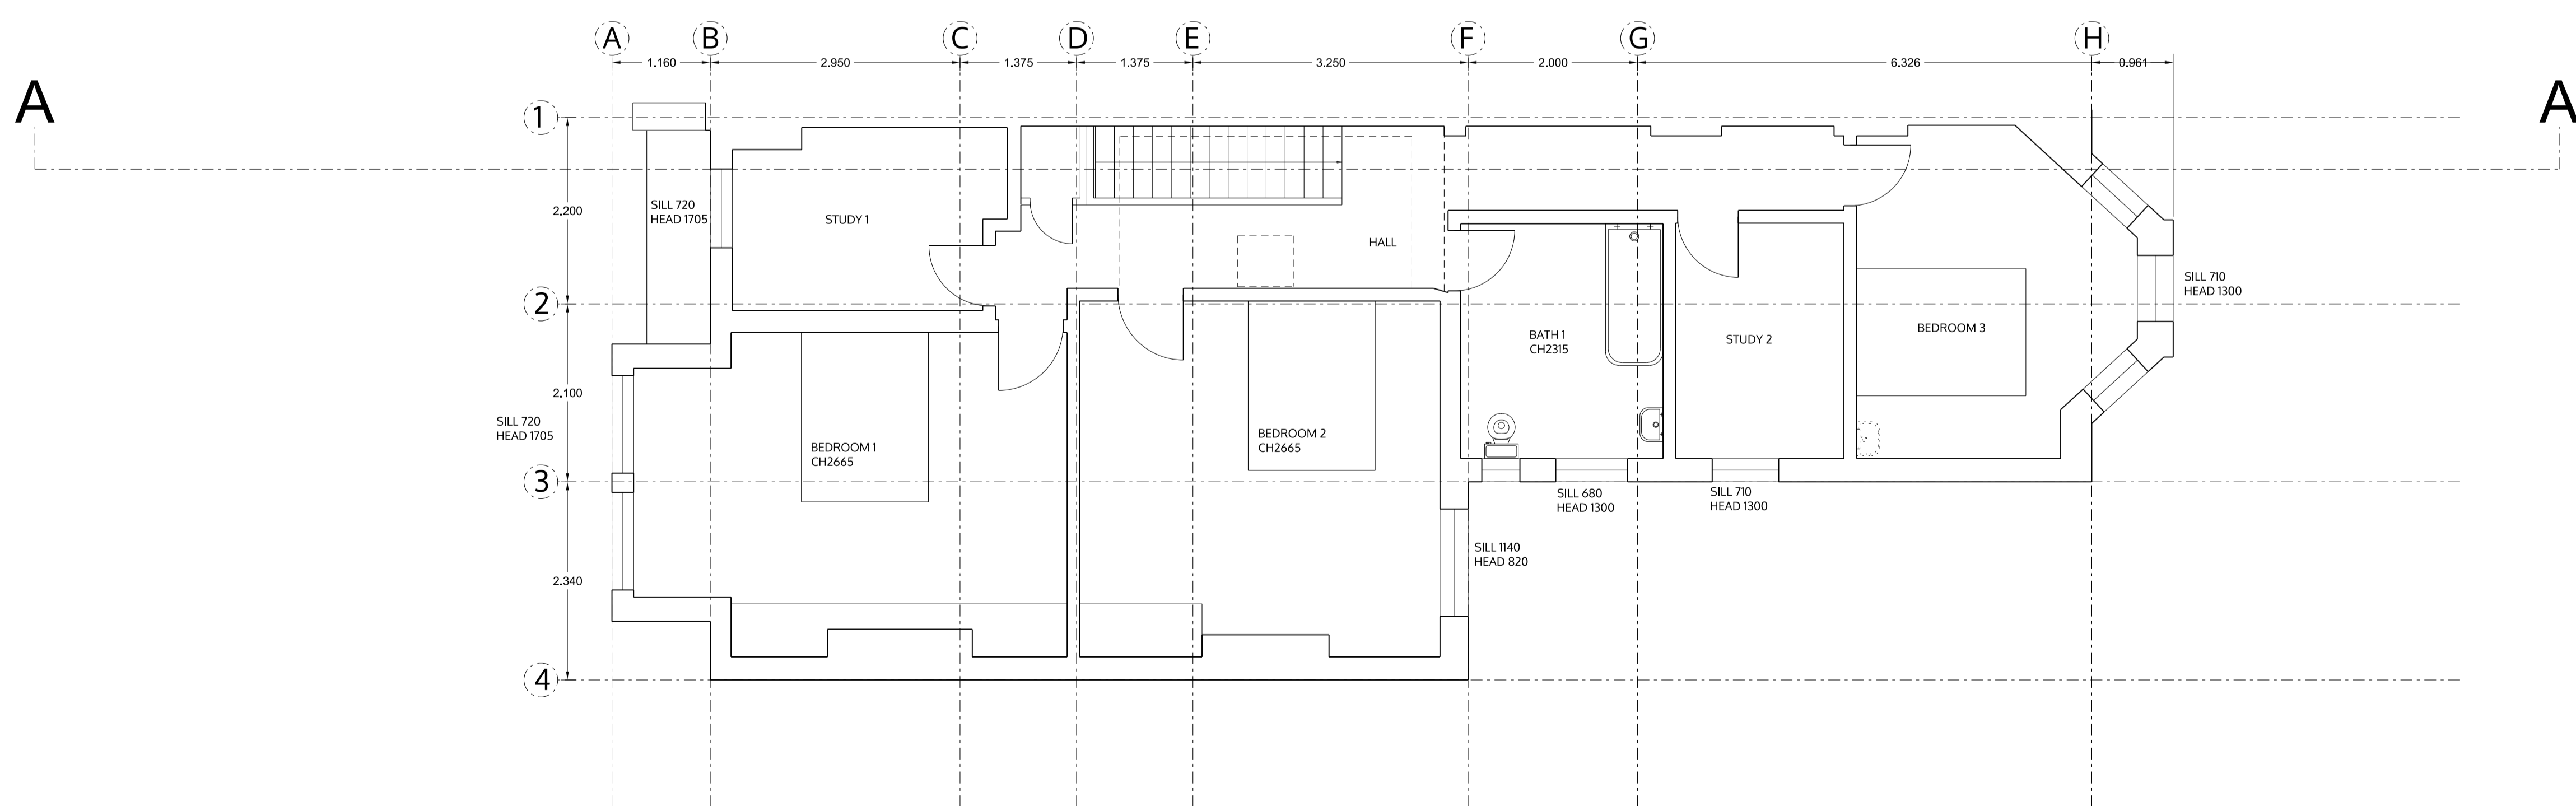 A B C D E F G H
1.160 2.950 1.375 1.375 3.250 2.000 6.326 0.961
A A
1
SILL 720
HEAD 1705
STUDY 1
2.200
HALL
SILL 710
HEAD 1300
2
BATH 1
CH2315
STUDY 2
BEDROOM 3
2.100
SILL 720
HEAD 1705
BEDROOM 1
CH2665
BEDROOM 2
CH2665
3
SILL 680
HEAD 1300
SILL 710
HEAD 1300
SILL 1140
HEAD 820
2.340
4